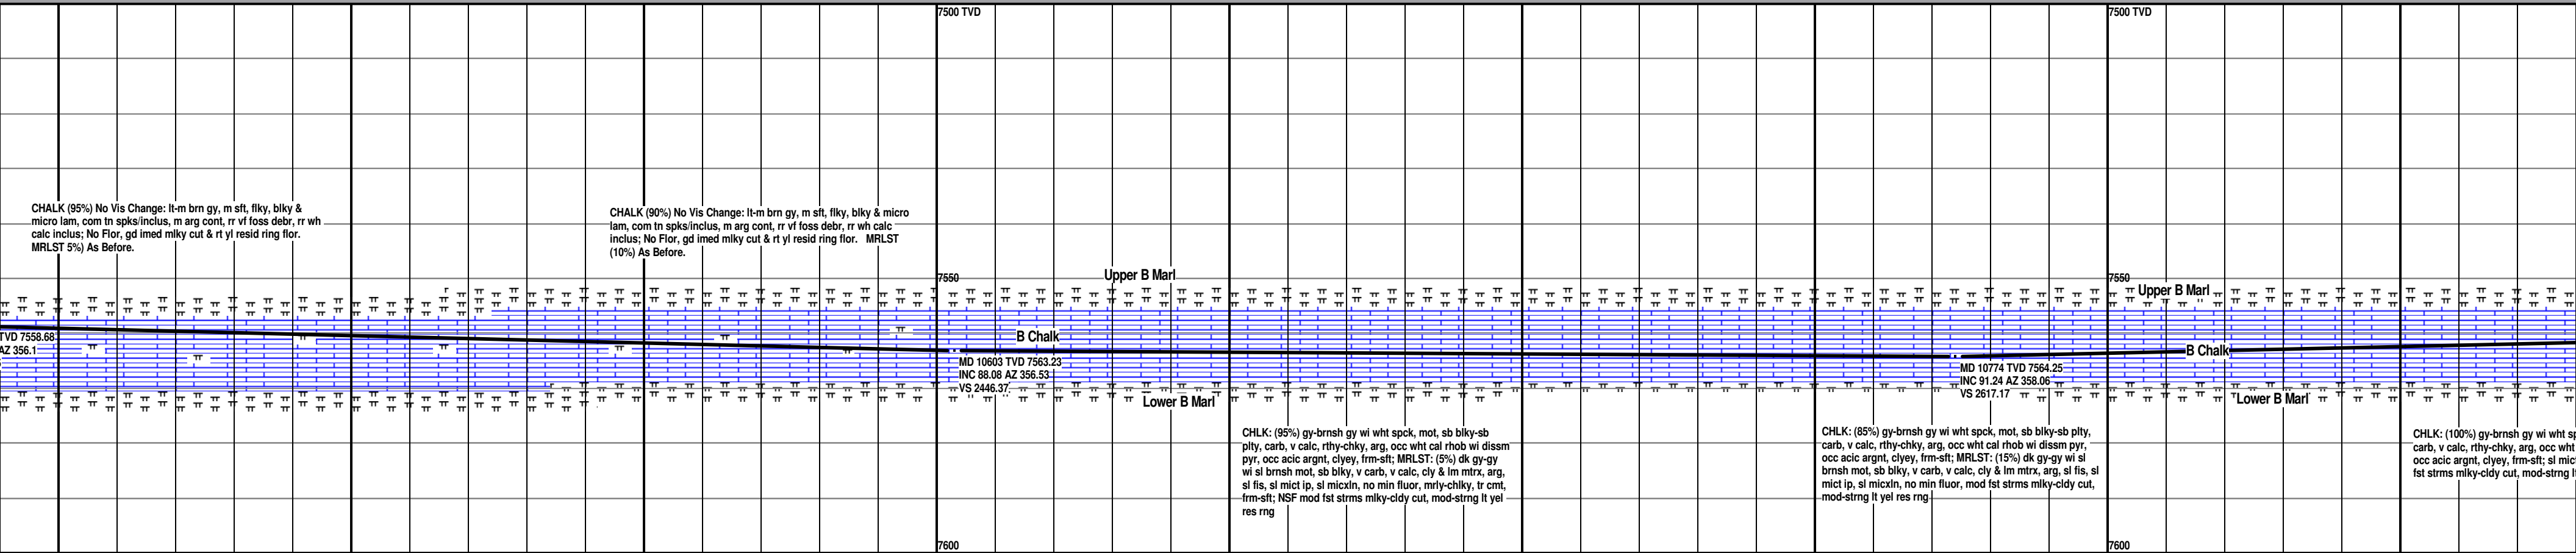 7500 TVD
7500 TVD
CHALK (95%) No Vis Change: lt-m brn gy, m sft, flky, blky &
micro lam, com tn spks/inclus, m arg cont, rr vf foss debr, rr wh
calc inclus; No Flor, gd imed mlky cut & rt yl resid ring flor.
MRLST 5%) As Before.
CHALK (90%) No Vis Change: lt-m brn gy, m sft, flky, blky & micro
lam, com tn spks/inclus, m arg cont, rr vf foss debr, rr wh calc
inclus; No Flor, gd imed mlky cut & rt yl resid ring flor. MRLST
(10%) As Before.
7550
Upper B Marl
7550
Upper B Marl
TVD 7558.68
AZ 356.1
B Chalk
MD 10603 TVD 7563.23
INC 88.08 AZ 356.53
VS 2446.37
Lower B Marl
B Chalk
MD 10774 TVD 7564.25
INC 91.24 AZ 358.06
VS 2617.17
Lower B Marl
CHLK: (95%) gy-brnsh gy wi wht spck, mot, sb blky-sb
plty, carb, v calc, rthy-chky, arg, occ wht cal rhob wi dissm
pyr, occ acic argnt, clyey, frm-sft; MRLST: (5%) dk gy-gy
wi sl brnsh mot, sb blky, v carb, v calc, cly & lm mtrx, arg,
sl fis, sl mict ip, sl micxln, no min fluor, mrly-chlky, tr cmt,
frm-sft; NSF mod fst strms mlky-cldy cut, mod-strng lt yel
res rng
CHLK: (85%) gy-brnsh gy wi wht spck, mot, sb blky-sb plty,
carb, v calc, rthy-chky, arg, occ wht cal rhob wi dissm pyr,
occ acic argnt, clyey, frm-sft; MRLST: (15%) dk gy-gy wi sl
brnsh mot, sb blky, v carb, v calc, cly & lm mtrx, arg, sl fis, sl
mict ip, sl micxln, no min fluor, mod fst strms mlky-cldy cut,
mod-strng lt yel res rng
CHLK: (100%) gy-brnsh gy wi wht sp
carb, v calc, rthy-chky, arg, occ wht
occ acic argnt, clyey, frm-sft; sl mic
fst strms mlky-cldy cut, mod-strng l
7600
7600